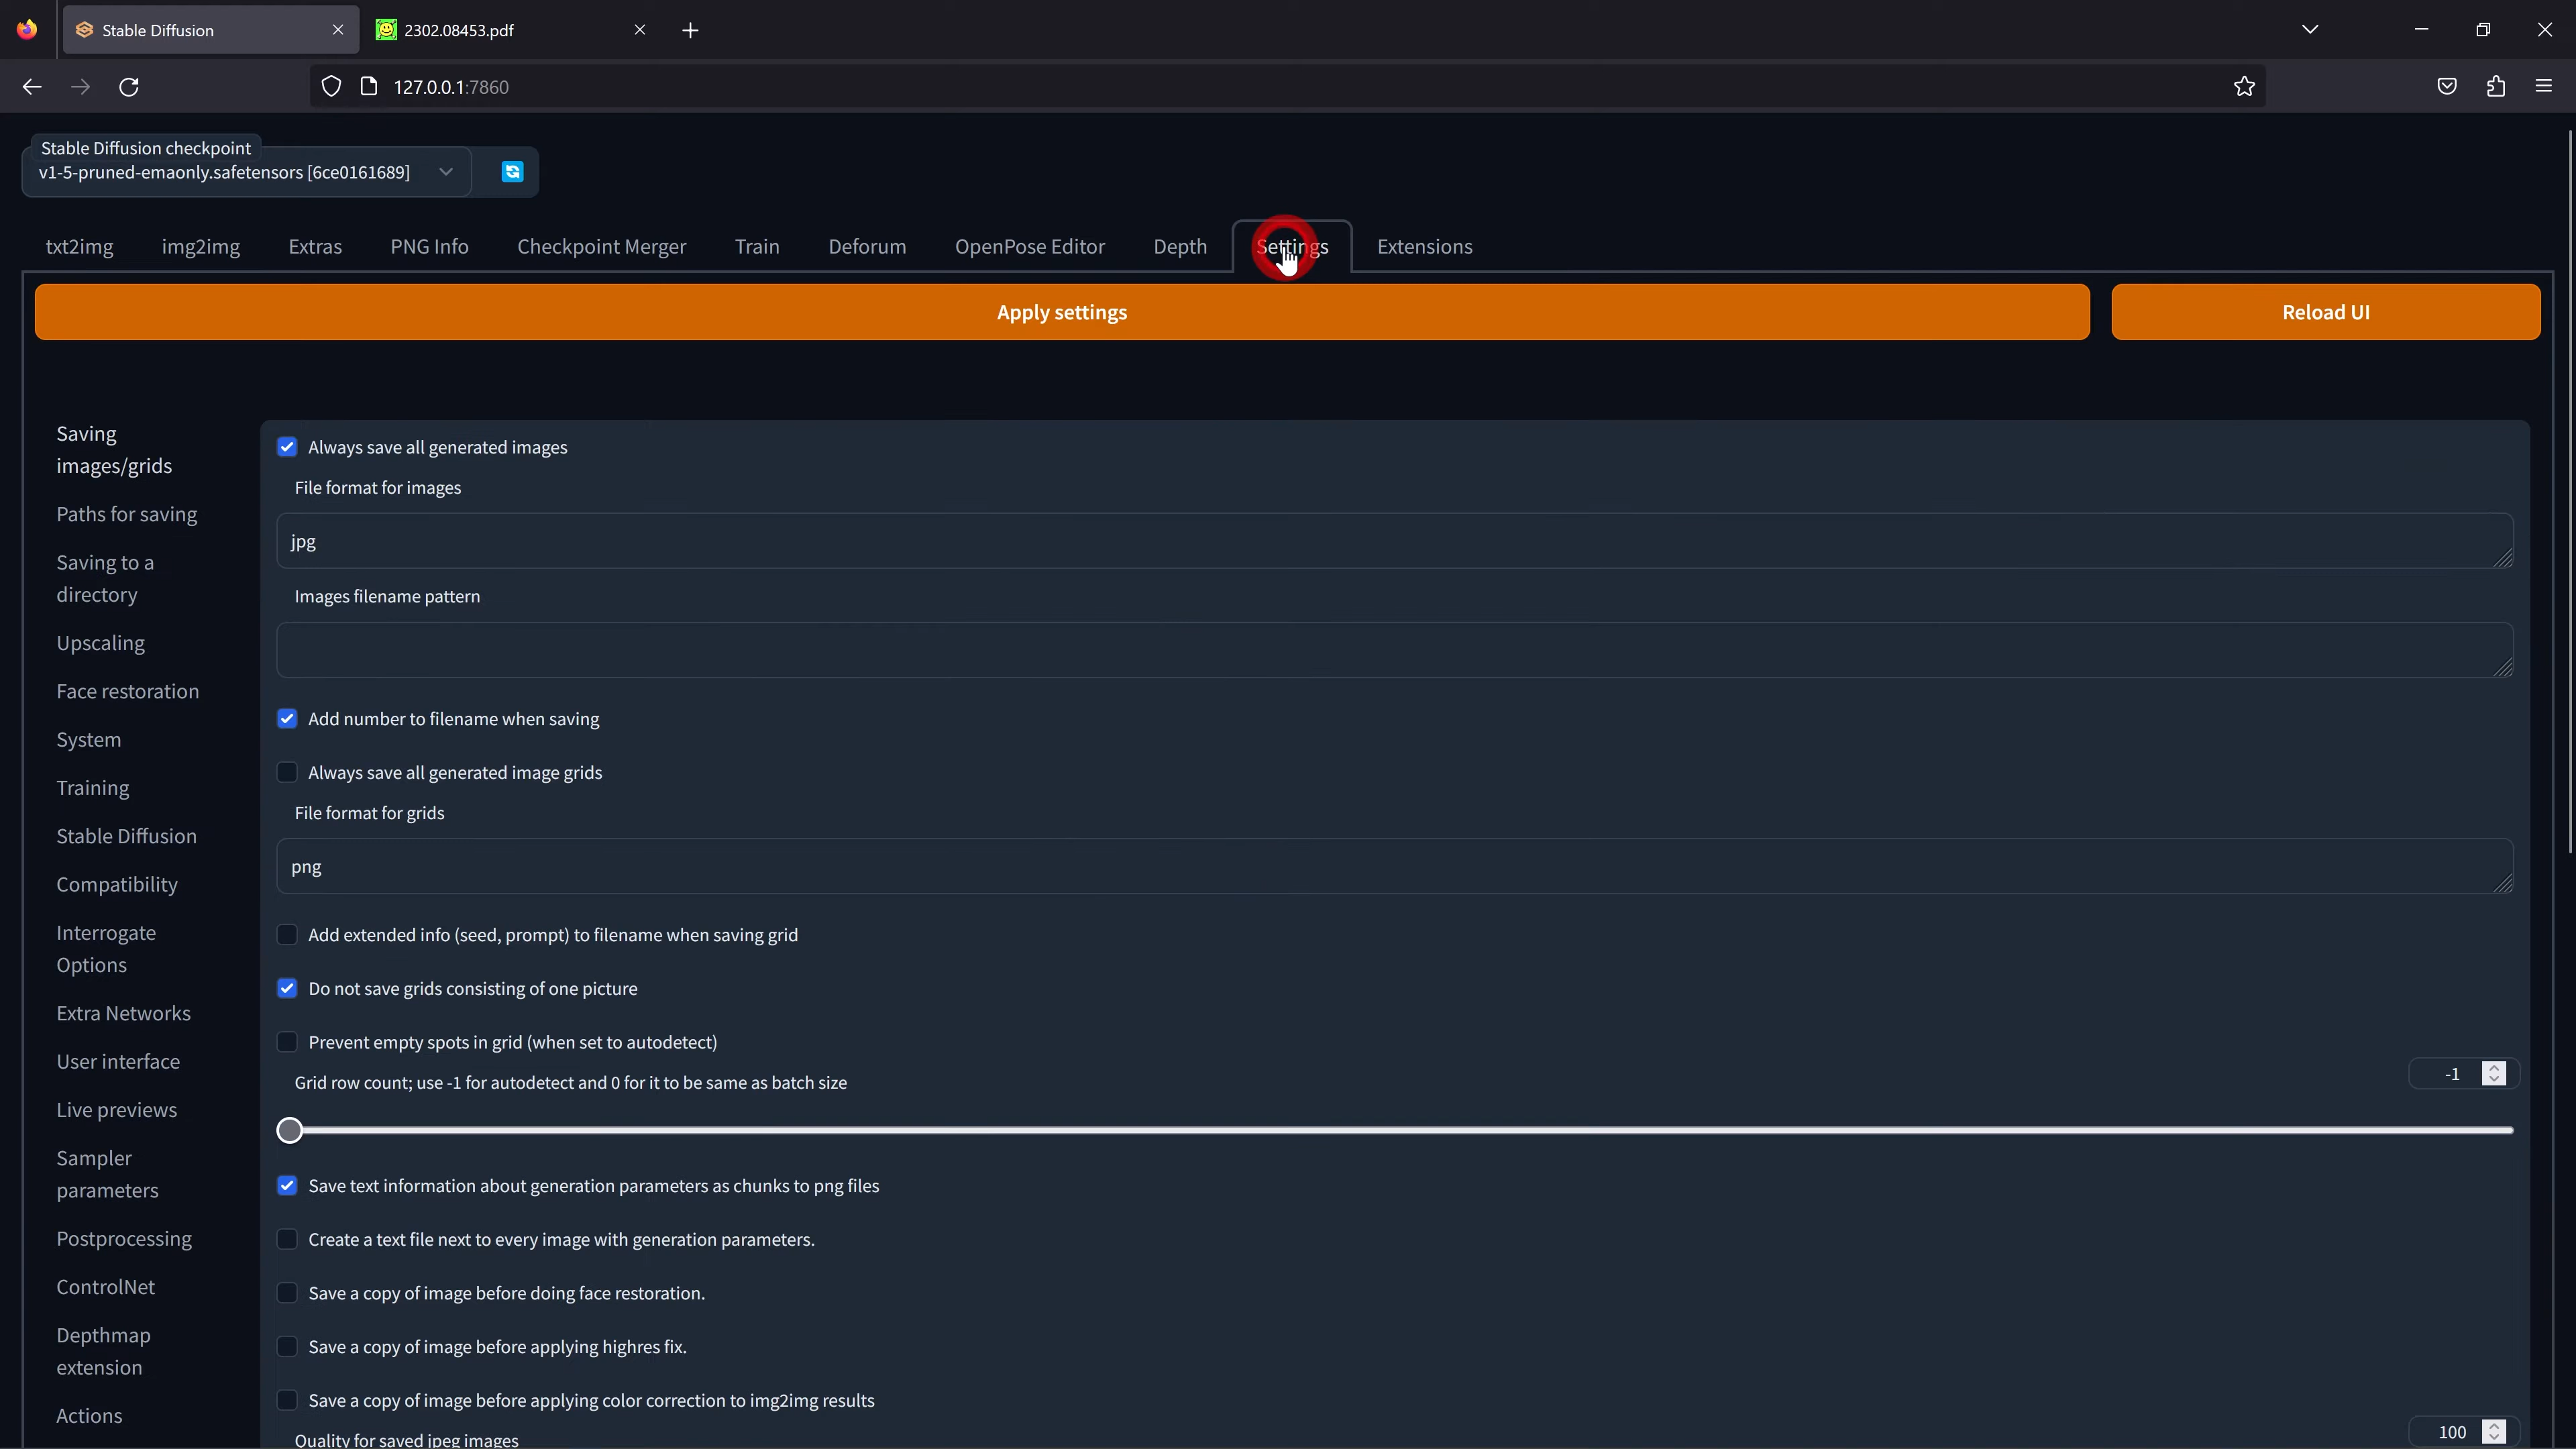 Stable Diffusion
2302.08453.pdf
127.0.0.1:7860
Stable Diffusion checkpoint
v1-5-pruned-emaonly.safetensors [6ce0161689]
txt2img img2img Extras PNG Info Checkpoint Merger Train Deforum OpenPose Editor Depth Settings Extensions
Apply settings
Reload UI
Saving
images/grids
Paths for saving
Saving to a
directory
Upscaling
Face restoration
System
Training
Stable Diffusion
Compatibility
Interrogate
Options
Extra Networks
User interface
Live previews
Sampler
parameters
Postprocessing
ControlNet
Depthmap
extension
Actions
Always save all generated images
File format for images
jpg
Images filename pattern
Add number to filename when saving
Always save all generated image grids
File format for grids
png
Add extended info (seed, prompt) to filename when saving grid
Do not save grids consisting of one picture
Prevent empty spots in grid (when set to autodetect)
Grid row count; use -1 for autodetect and 0 for it to be same as batch size
-1
Save text information about generation parameters as chunks to png files
Create a text file next to every image with generation parameters.
Save a copy of image before doing face restoration.
Save a copy of image before applying highres fix.
Save a copy of image before applying color correction to img2img results
Quality for saved jpeg images
100